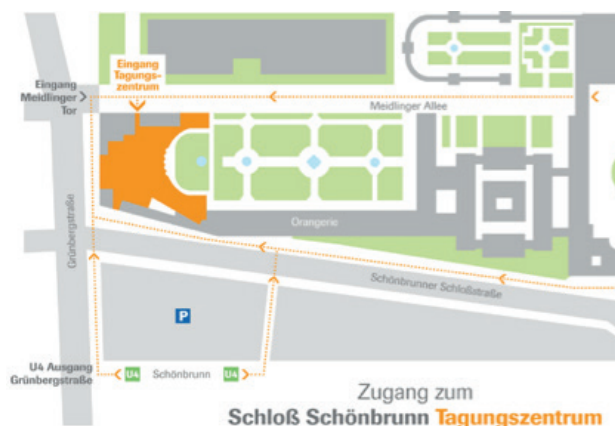 Eingang
Tagungs-
zentrum
Eingang
Meidlinger
Tor
Meidlinger Allee
Orangerie
Grünbergstraße
Schönbrunner Schloßstraße
P
U4 Ausgang
Grünbergstraße
U4
Schönbrunn
U4
Zugang zum
Schloß Schönbrunn Tagungszentrum